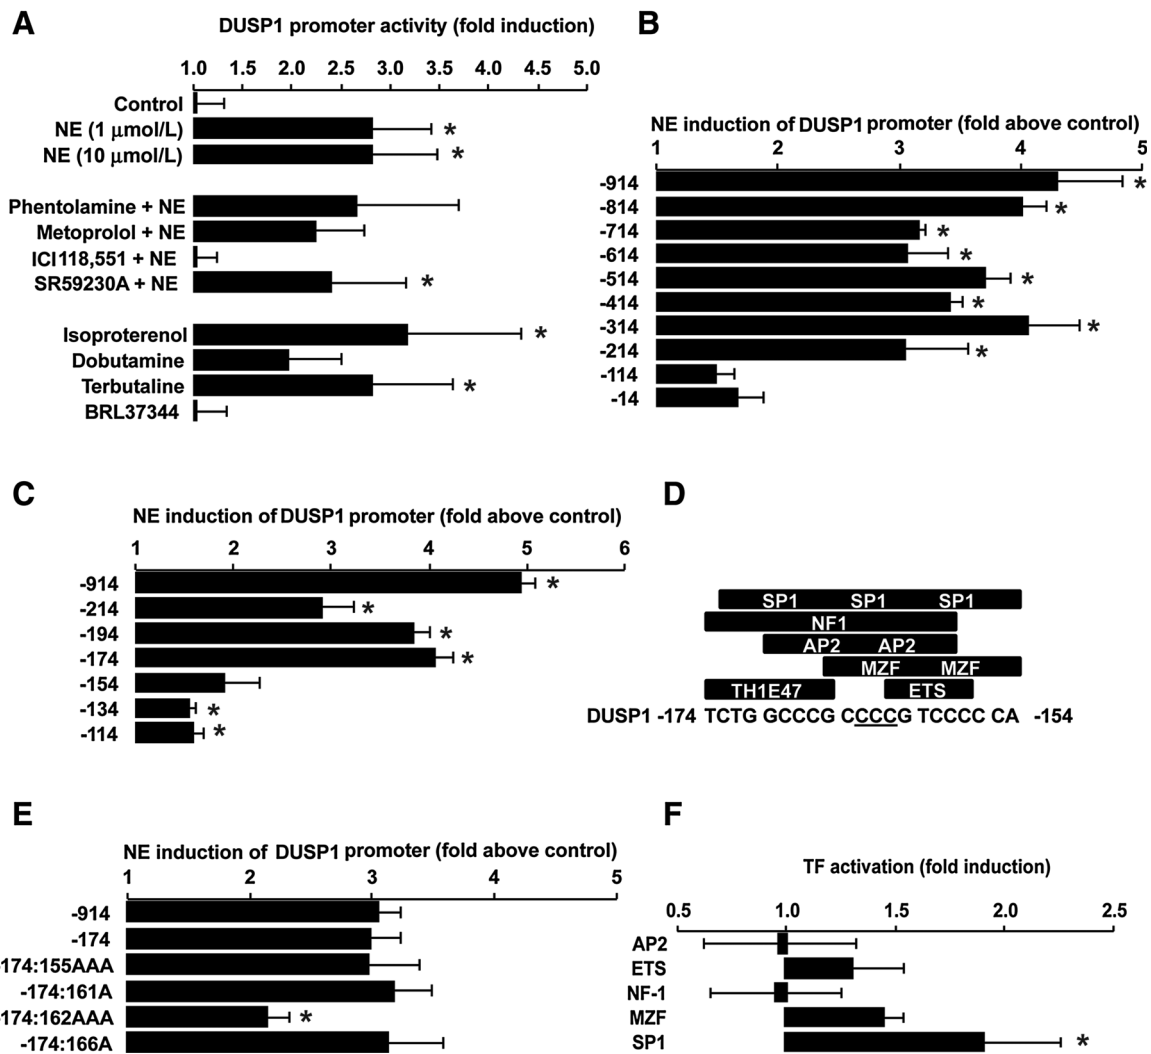 A
DUSP1 promoter activity (fold induction)
1.0 1.5 2.0 2.5 3.0 3.5 4.0 4.5 5.0
Control
NE (1 μmol/L) *
NE (10 μmol/L) *
Phentolamine + NE
Metoprolol + NE
ICI118,551 + NE
SR59230A + NE *
Isoproterenol *
Dobutamine
Terbutaline *
BRL37344
B
NE induction of DUSP1 promoter (fold above control)
1 2 3 4 5
-914 *
-814 *
-714 *
-614 *
-514 *
-414 *
-314 *
-214 *
-114
-14
C
NE induction of DUSP1 promoter (fold above control)
1 2 3 4 5 6
-914 *
-214 *
-194 *
-174 *
-154
-134 *
-114 *
D
SP1 SP1 SP1
NF1
AP2 AP2
MZF MZF
TH1E47 ETS
DUSP1 -174 TCTG GCCCG CCCCG TCCCC CA -154
E
NE induction of DUSP1 promoter (fold above control)
1 2 3 4 5
-914
-174
-174:155AAA
-174:161A
-174:162AAA *
-174:166A
F
TF activation (fold induction)
0.5 1.0 1.5 2.0 2.5
AP2
ETS
NF-1
MZF
SP1 *